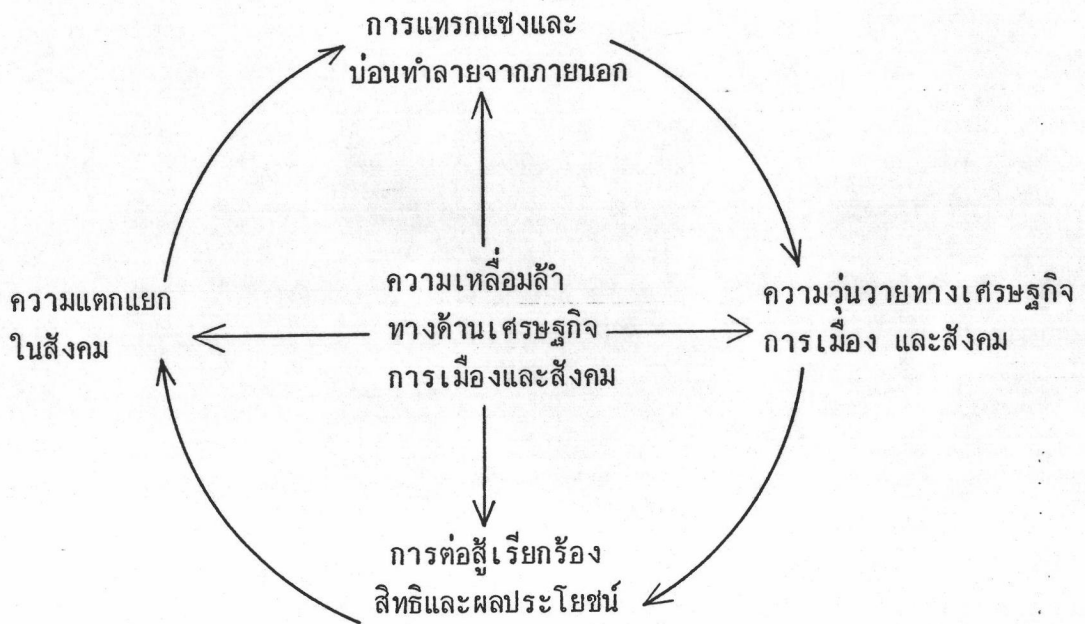 การแทรกแซงและ
บ่อนทำลายจากภายนอก
ความแตกแยก
ในสังคม
ความเหลื่อมล้ำ
ทางด้านเศรษฐกิจ
การเมืองและสังคม
ความวุ่นวายทางเศรษฐกิจ
การเมือง และสังคม
การต่อสู้เรียกร้อง
สิทธิและผลประโยชน์